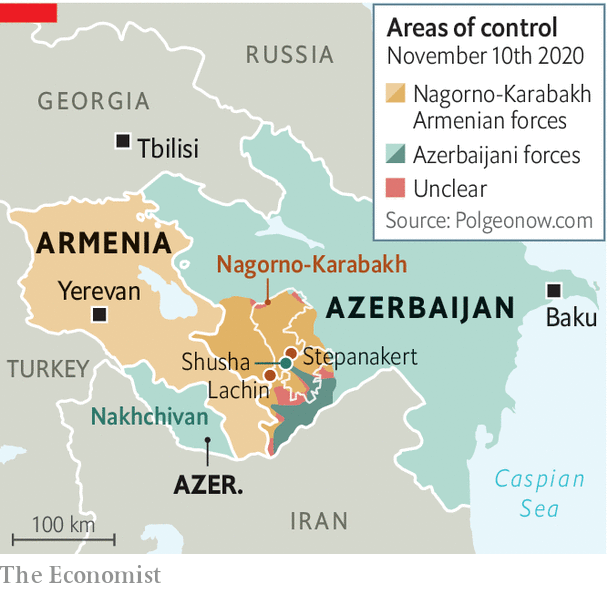 Areas of control
November 10th 2020
Nagorno-Karabakh
Armenian forces
Azerbaijani forces
Unclear
Source: Polgeonow.com
RUSSIA
GEORGIA
Tbilisi
ARMENIA
Nagorno-Karabakh
Yerevan
AZERBAIJAN
Baku
TURKEY
Shusha
Stepanakert
Lachin
Nakhchivan
AZER.
Caspian
Sea
IRAN
100 km
The Economist